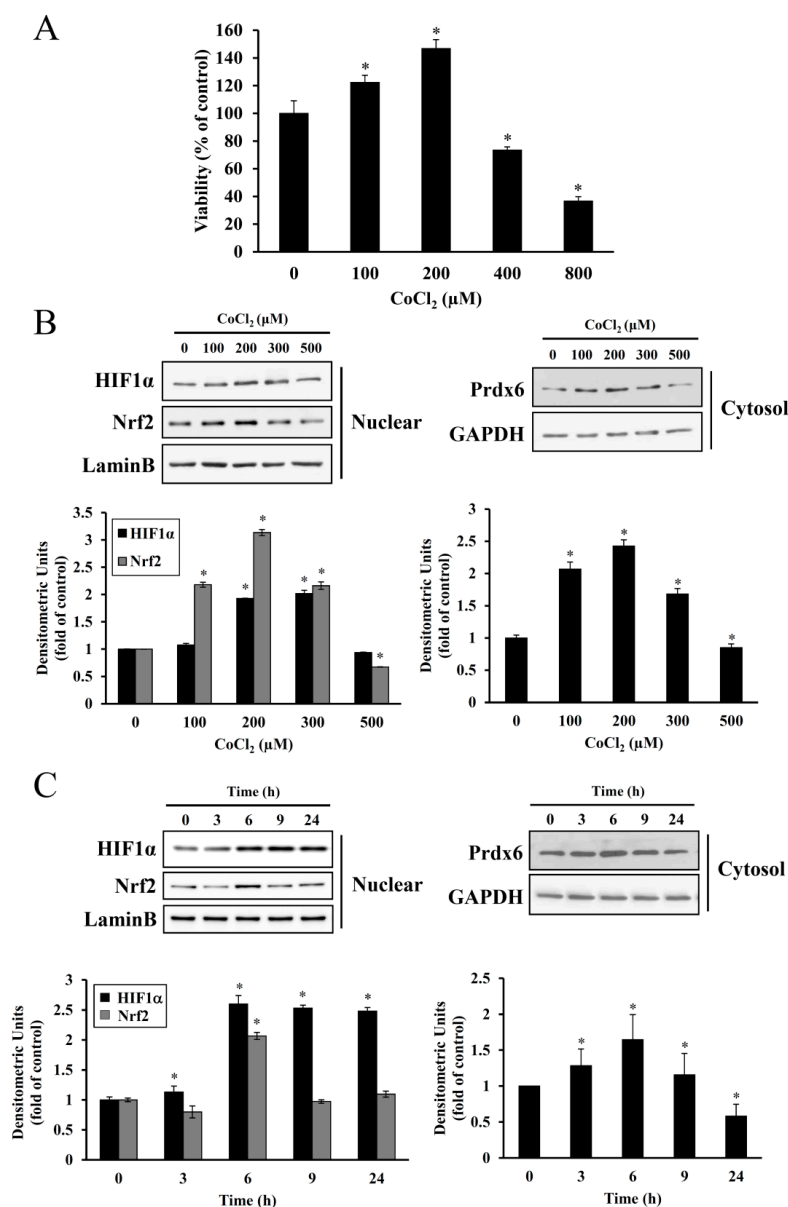 A
Viability (% of control)
160
140
120
100
80
60
40
20
0
* * * *
0 100 200 400 800
CoCl₂ (µM)
B
CoCl₂ (µM)
0 100 200 300 500
HIF1α
Nrf2
LaminB
Nuclear
CoCl₂ (µM)
0 100 200 300 500
Prdx6
GAPDH
Cytosol
Densitometric Units
(fold of control)
3.5
3
2.5
2
1.5
1
0.5
0
HIF1α
Nrf2
* * * * * *
0 100 200 300 500
CoCl₂ (µM)
Densitometric Units
(fold of control)
3
2.5
2
1.5
1
0.5
0
* * * *
0 100 200 300 500
CoCl₂ (µM)
C
Time (h)
0 3 6 9 24
HIF1α
Nrf2
LaminB
Nuclear
Time (h)
0 3 6 9 24
Prdx6
GAPDH
Cytosol
Densitometric Units
(fold of control)
3
2.5
2
1.5
1
0.5
0
HIF1α
Nrf2
* * * * *
0 3 6 9 24
Time (h)
Densitometric Units
(fold of control)
2.5
2
1.5
1
0.5
0
* * * *
0 3 6 9 24
Time (h)